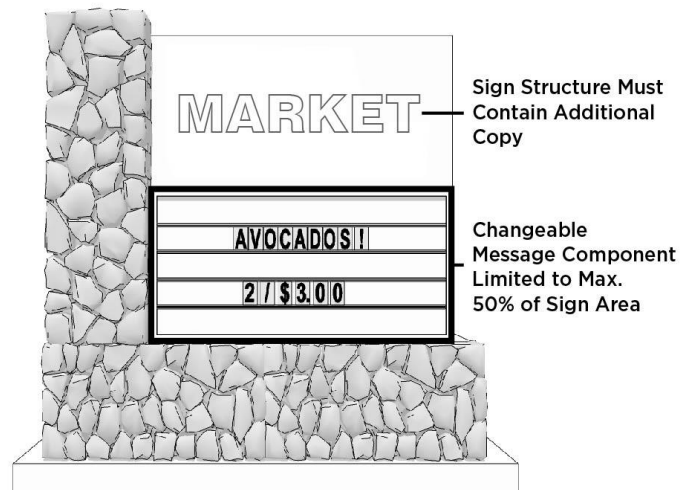 MARKET
Sign Structure Must
Contain Additional
Copy
AVOCADOS!
2/$3.00
Changeable
Message Component
Limited to Max.
50% of Sign Area